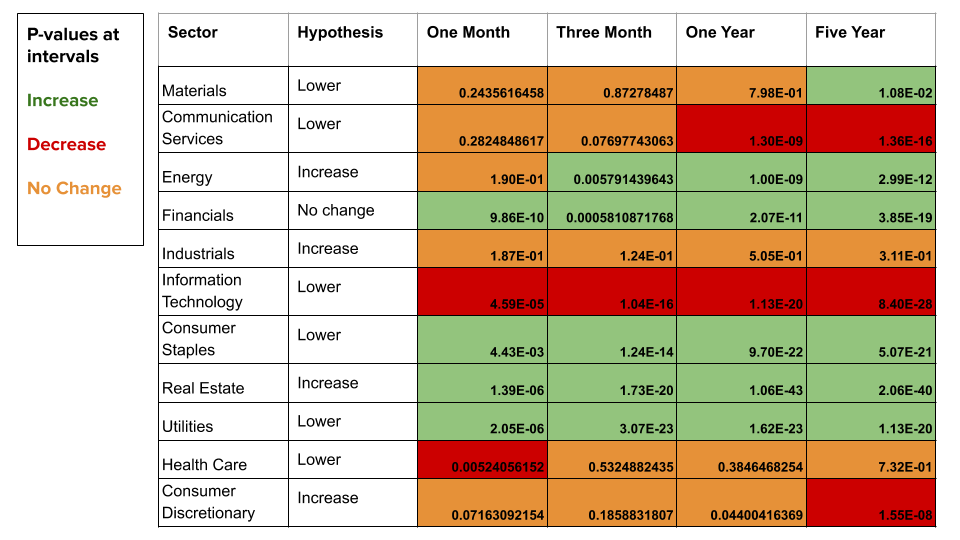 P-values at
intervals
Increase
Decrease
No Change
Sector Hypothesis One Month Three Month One Year Five Year
Materials Lower 0.2435616458 0.87278487 7.98E-01 1.08E-02
Communication
Services Lower 0.2824848617 0.07697743063 1.30E-09 1.36E-16
Energy Increase 1.90E-01 0.005791439643 1.00E-09 2.99E-12
Financials No change 9.86E-10 0.0005810871768 2.07E-11 3.85E-19
Industrials Increase 1.87E-01 1.24E-01 5.05E-01 3.11E-01
Information
Technology Lower 4.59E-05 1.04E-16 1.13E-20 8.40E-28
Consumer
Staples Lower 4.43E-03 1.24E-14 9.70E-22 5.07E-21
Real Estate Increase 1.39E-06 1.73E-20 1.06E-43 2.06E-40
Utilities Lower 2.05E-06 3.07E-23 1.62E-23 1.13E-20
Health Care Lower 0.00524056152 0.5324882435 0.3846468254 7.32E-01
Consumer
Discretionary Increase 0.07163092154 0.1858831807 0.04400416369 1.55E-08